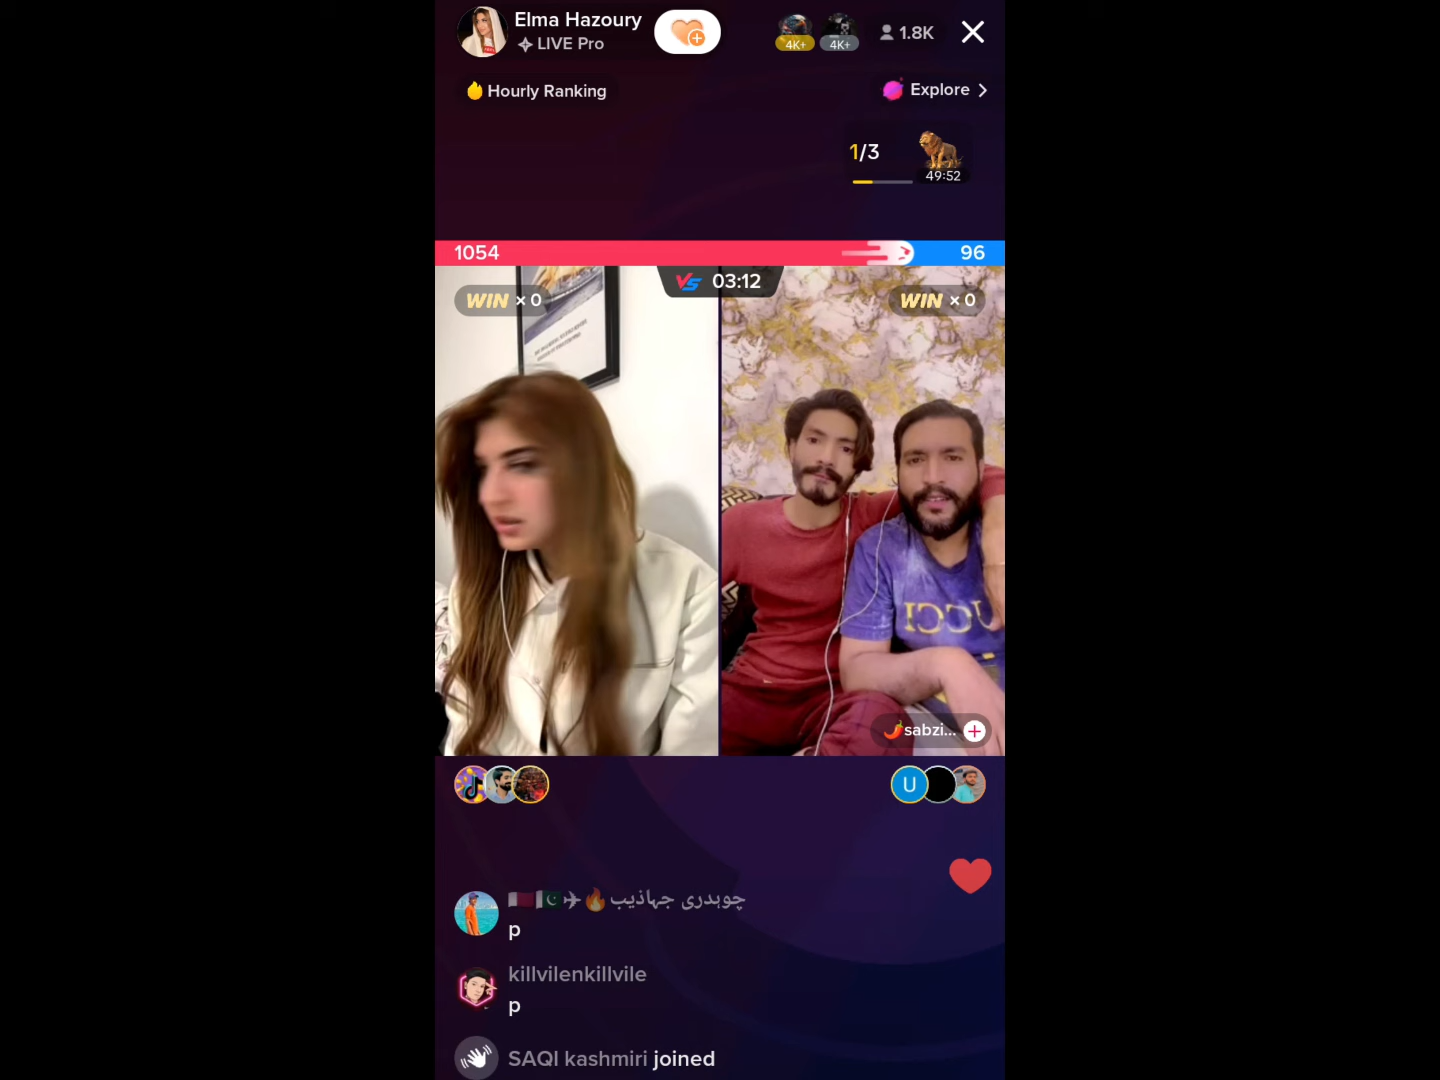 Elma Hazoury
LIVE Pro
4K+
4K+
1.8K
Hourly Ranking
Explore
1/3
49:52
1054
96
VS 03:12
WIN × 0
WIN × 0
sabzi...
U
چوہدری جہاذیب🔥✈🇵🇰🇶🇦
p
killvilenkillvile
p
SAQI kashmiri joined